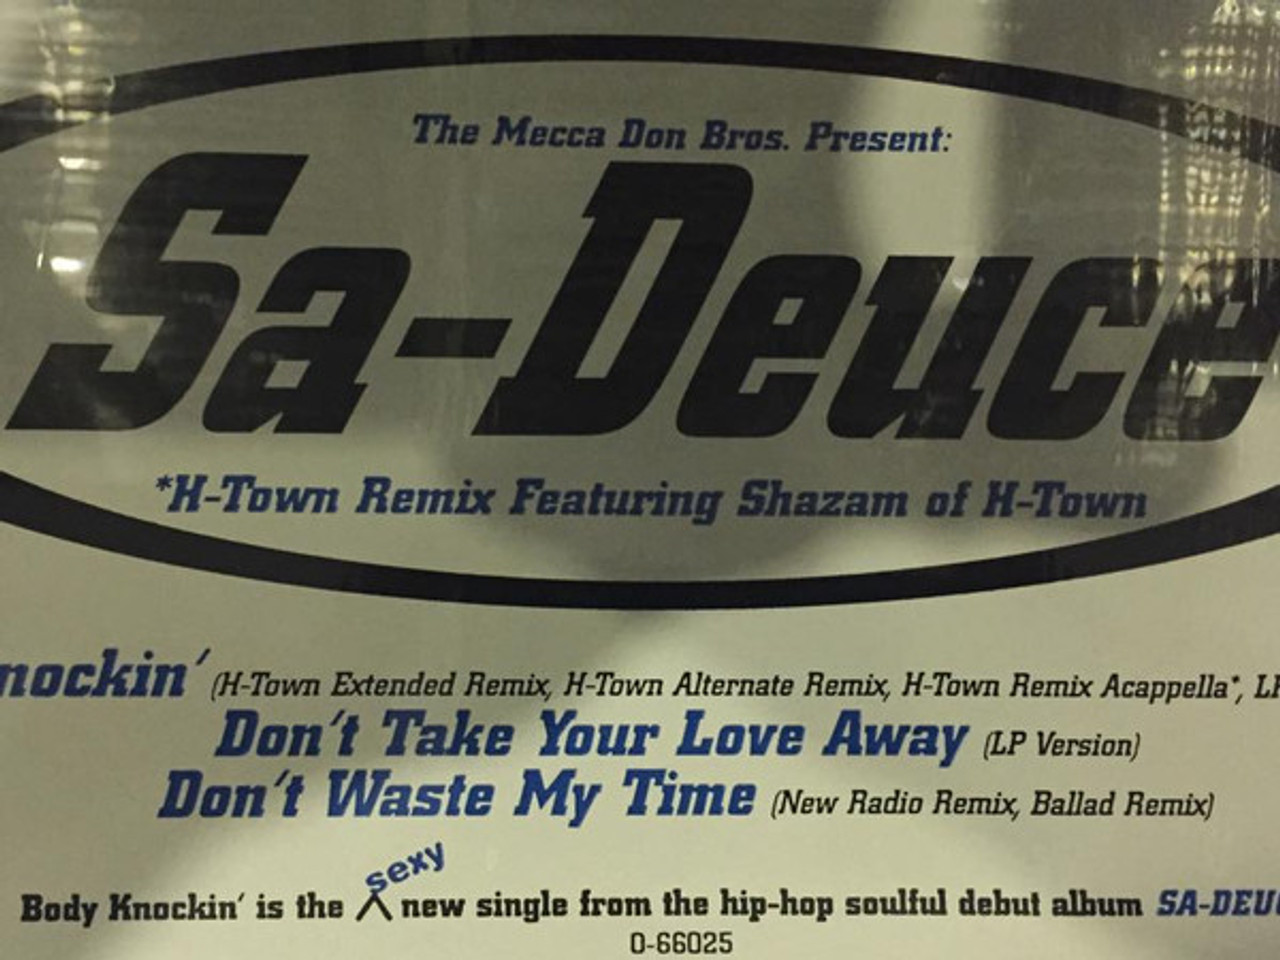 The Mecca Don Bros. Present:
Sa-Deuce
*H-Town Remix Featuring Shazam of H-Town
nockin' (H-Town Extended Remix, H-Town Alternate Remix, H-Town Remix Acappella*, LP
Don't Take Your Love Away (LP Version)
Don't Waste My Time (New Radio Remix, Ballad Remix)
sexy
Body Knockin' is the ^ new single from the hip-hop soulful debut album SA-DEUC
0-66025